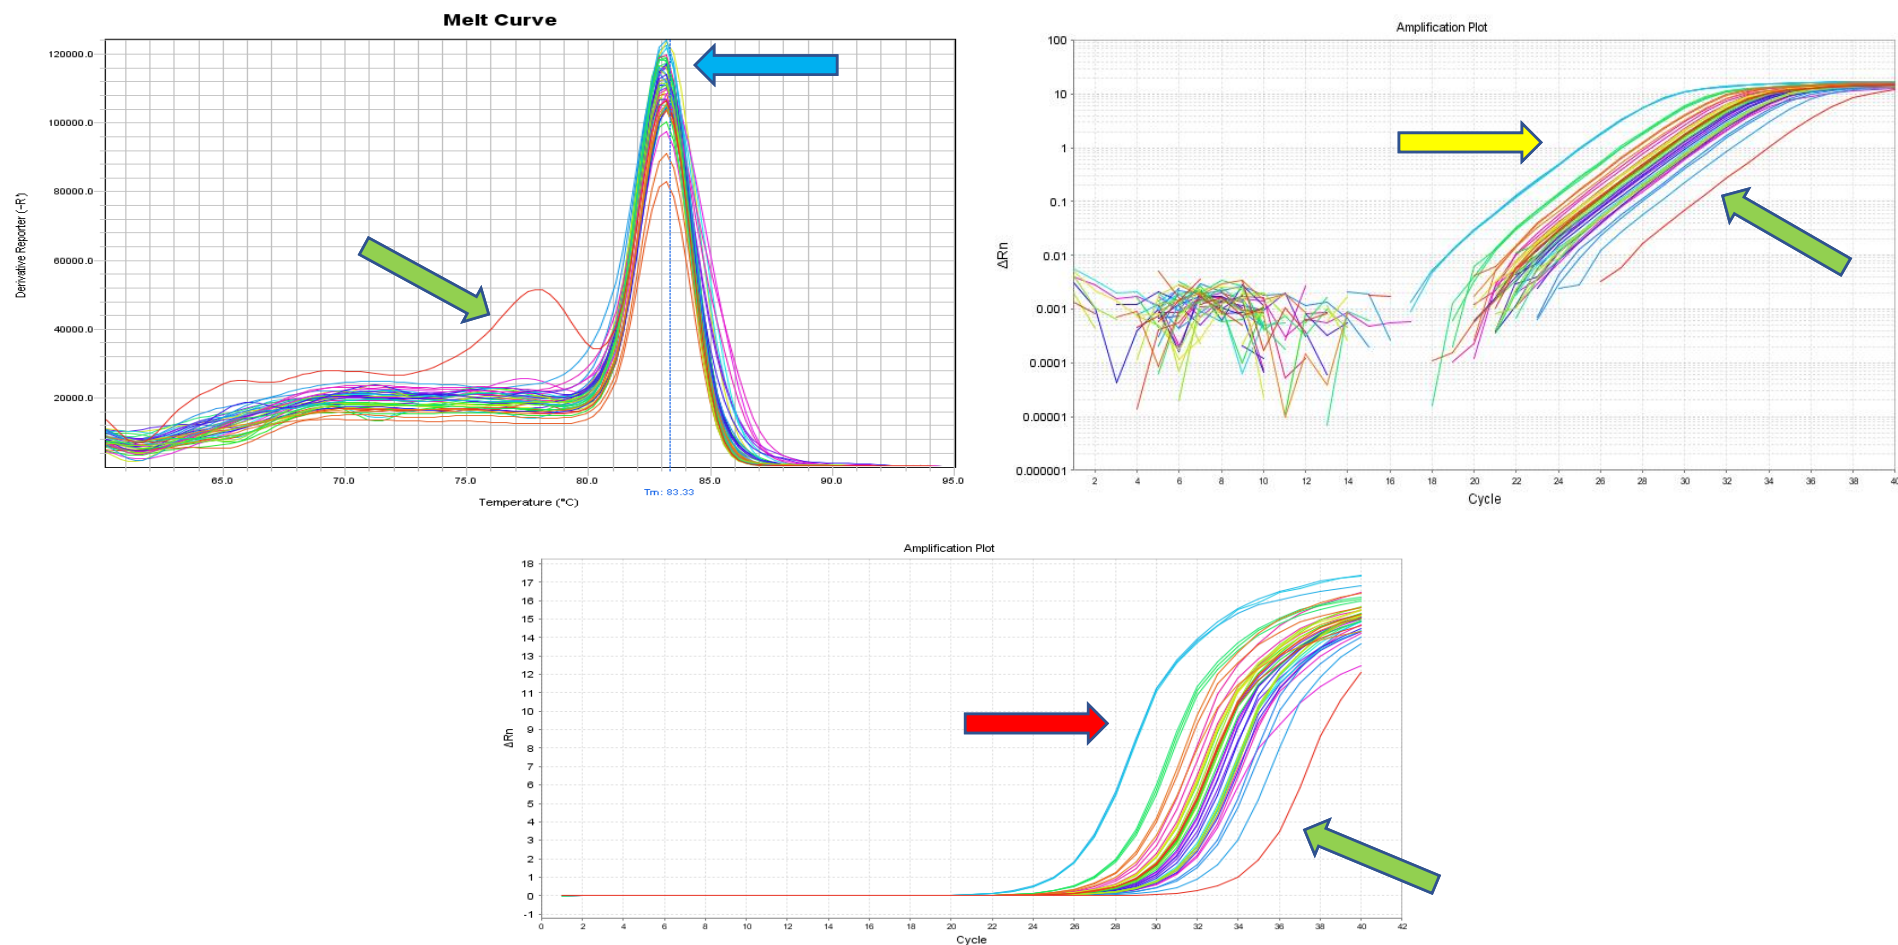 Melt Curve
120000.0
100000.0
80000.0
60000.0
40000.0
20000.0
Derivative Reporter (-R')
65.0 70.0 75.0 80.0 85.0 90.0 95.0
Tm: 83.33
Temperature (°C)
Amplification Plot
100
10
1
0.1
0.01
0.001
0.0001
0.00001
0.000001
ΔRn
2 4 6 8 10 12 14 16 18 20 22 24 26 28 30 32 34 36 38 40
Cycle
Amplification Plot
18
17
16
15
14
13
12
11
10
9
8
7
6
5
4
3
2
1
0
-1
ΔRn
0 2 4 6 8 10 12 14 16 18 20 22 24 26 28 30 32 34 36 38 40 42
Cycle